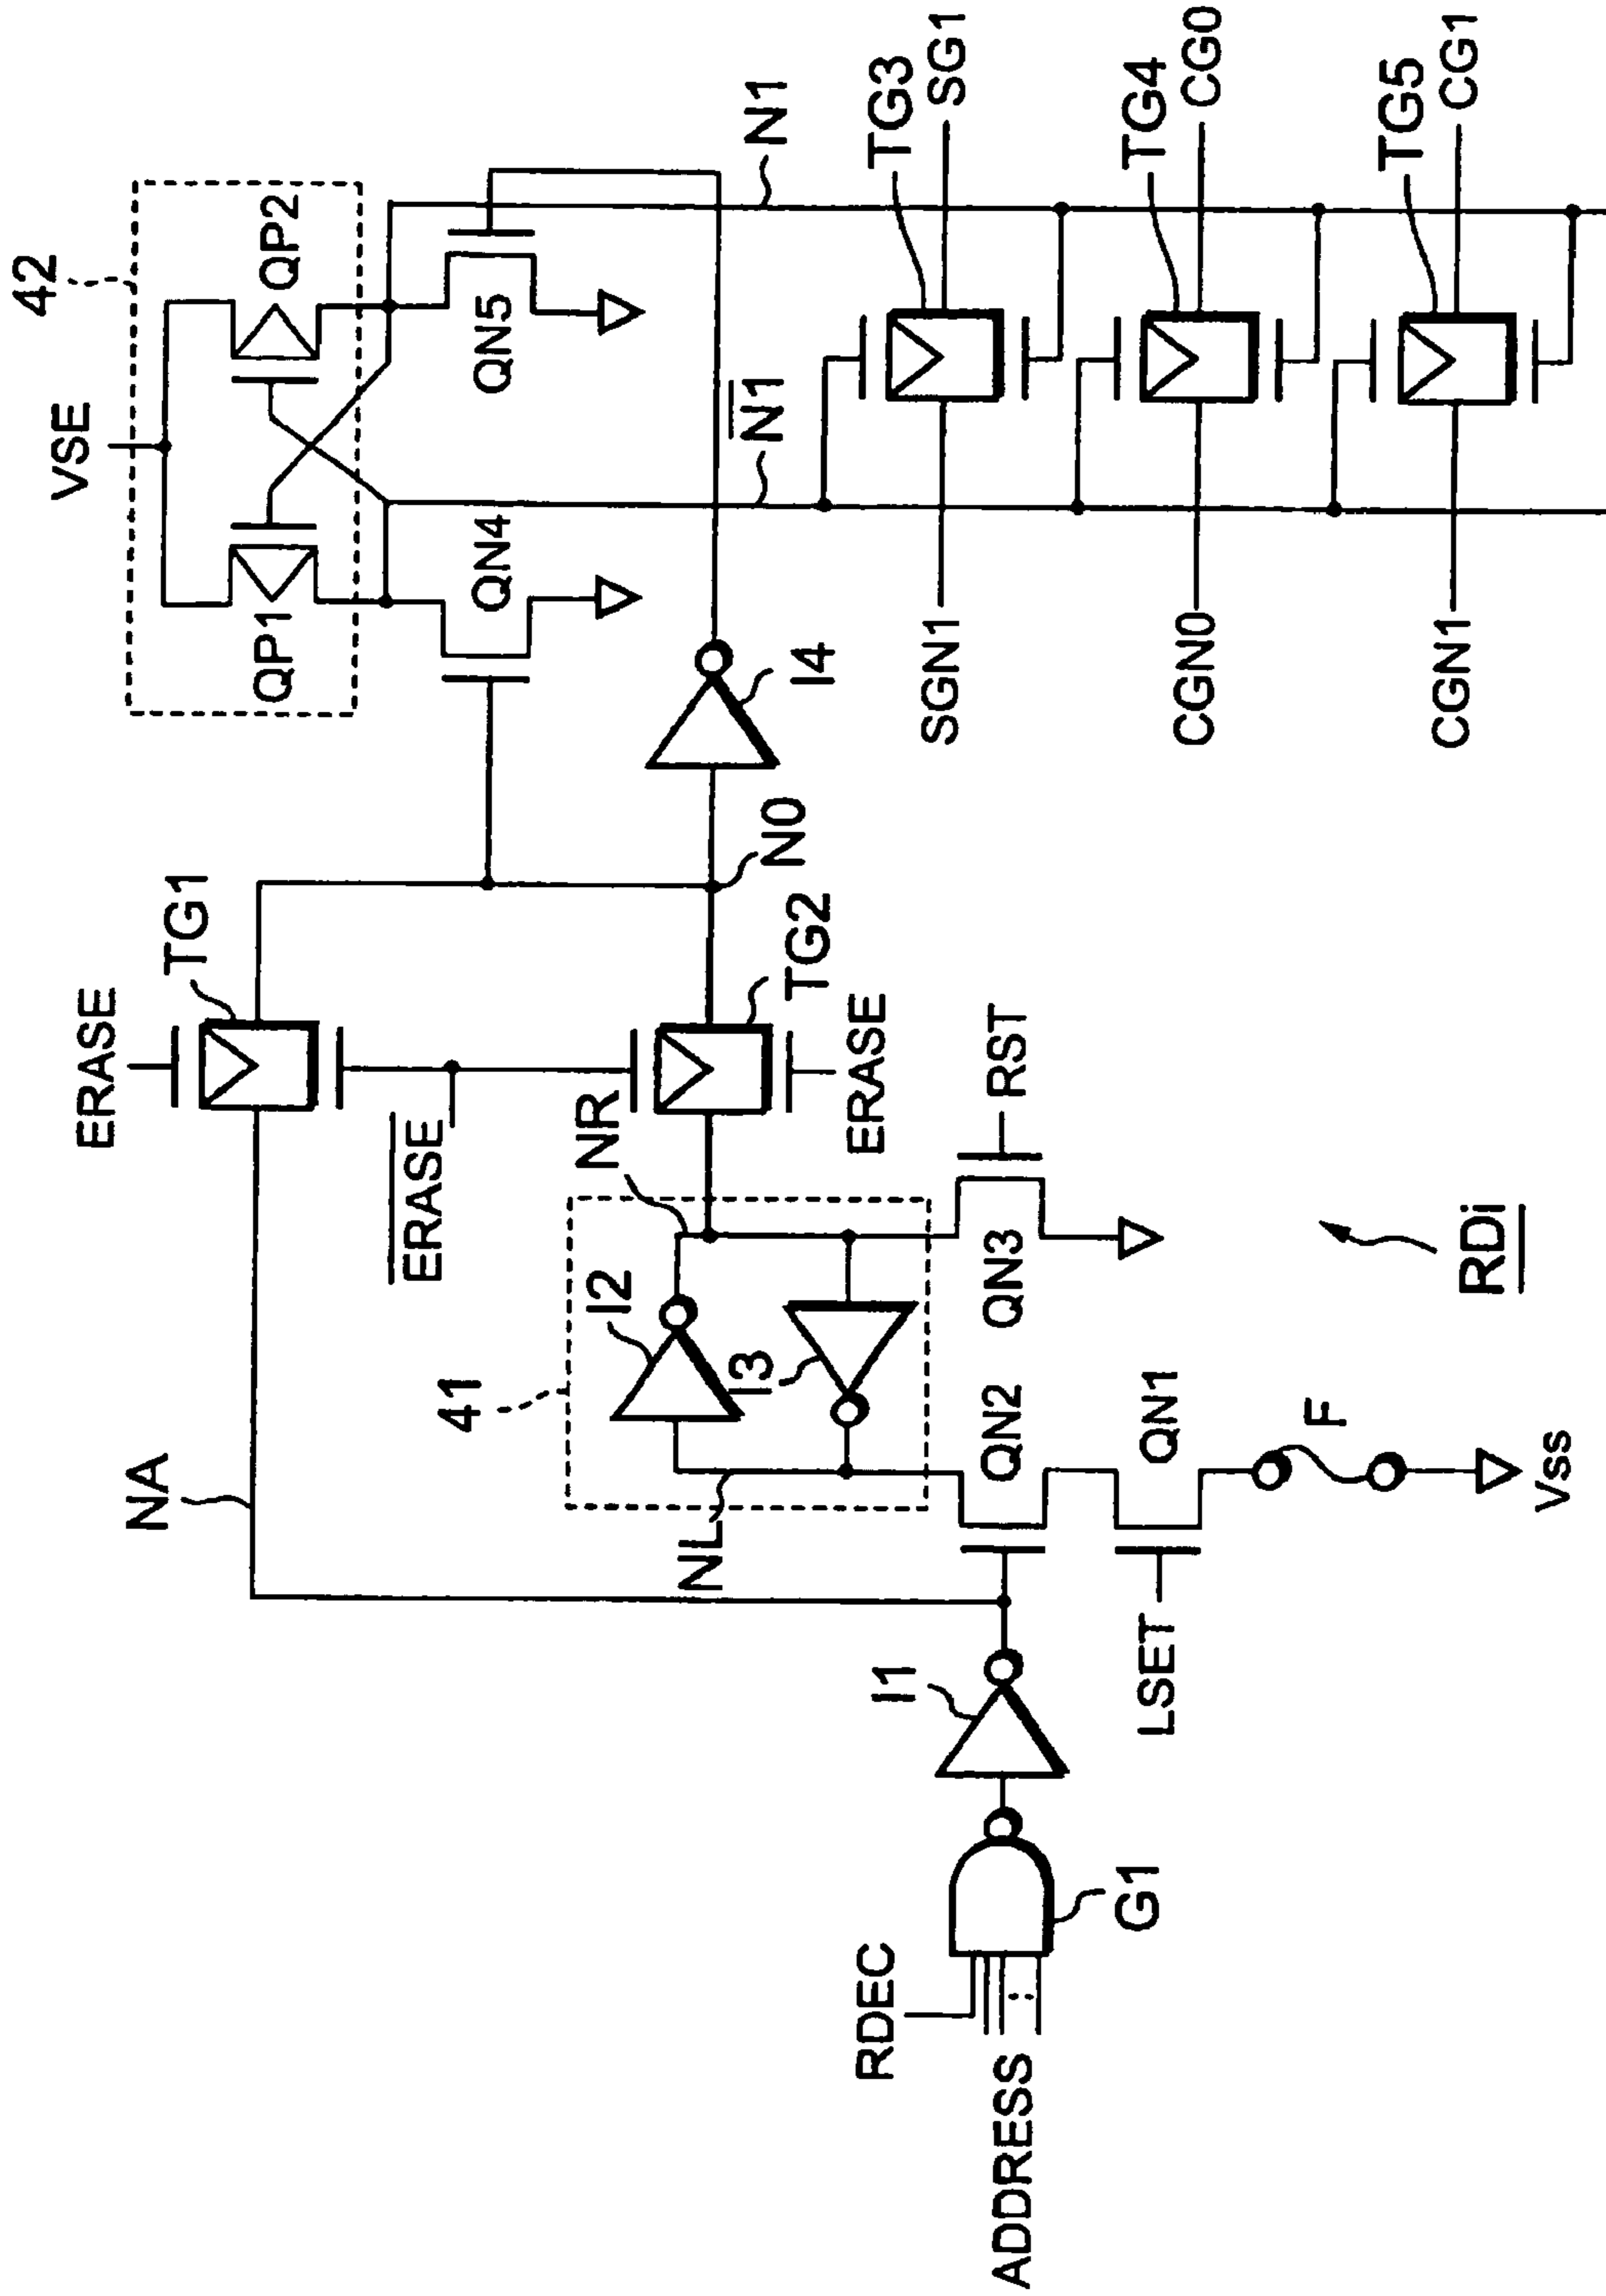 42
VSE
QP1
QP2
QN4
QN5
N̅1̅
N1
ERASE
TG1
NA
E̅R̅A̅S̅E̅
NR
TG2
ERASE
N0
I4
41
I2
I3
NL
QN2
QN3
RST
QN1
LSET
F
Vss
I1
G1
RDEC
ADDRESS
RDi
TG3
SGN1
SG1
TG4
CGN0
CG0
TG5
CGN1
CG1